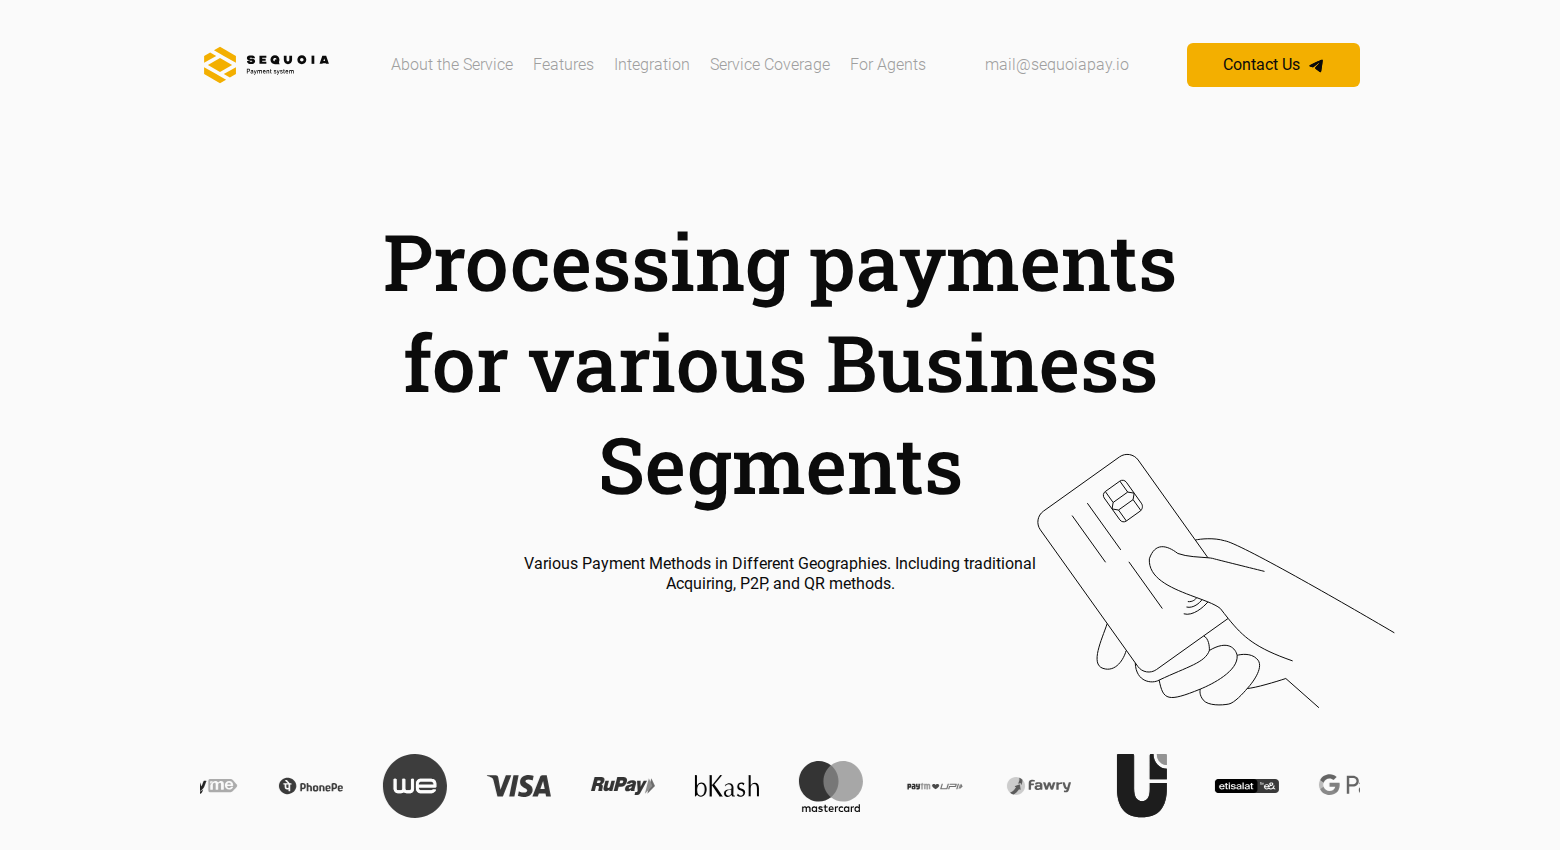 SEQUOIA
Payment system
About the Service
Features
Integration
Service Coverage
For Agents
mail@sequoiapay.io
Contact Us
Processing payments
for various Business
Segments
Various Payment Methods in Different Geographies. Including traditional
Acquiring, P2P, and QR methods.
me
PhonePe
we
VISA
RuPay
bKash
mastercard
paytm UPI
fawry
etisalat by e&
G P